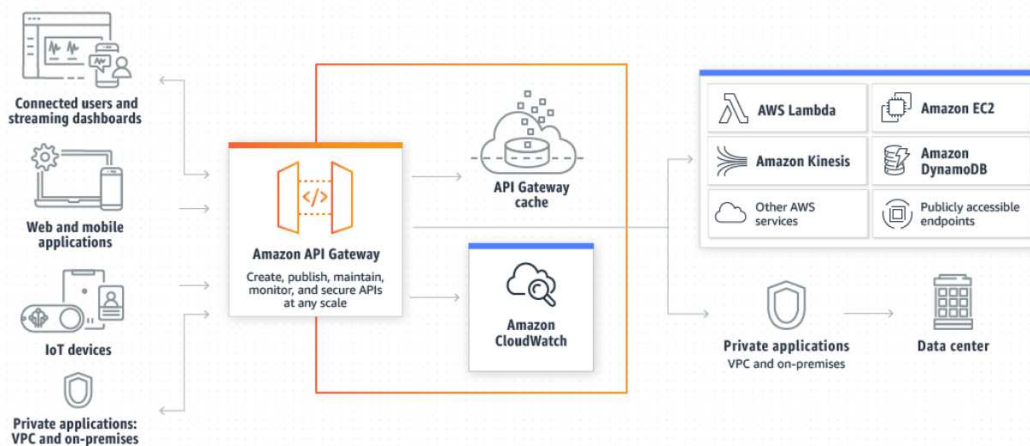 Connected users and
streaming dashboards
Web and mobile
applications
IoT devices
Private applications:
VPC and on-premises
</>
Amazon API Gateway
Create, publish, maintain,
monitor, and secure APIs
at any scale
API Gateway
cache
Amazon
CloudWatch
AWS Lambda
Amazon EC2
Amazon Kinesis
Amazon
DynamoDB
Other AWS
services
Publicly accessible
endpoints
Private applications
VPC and on-premises
Data center